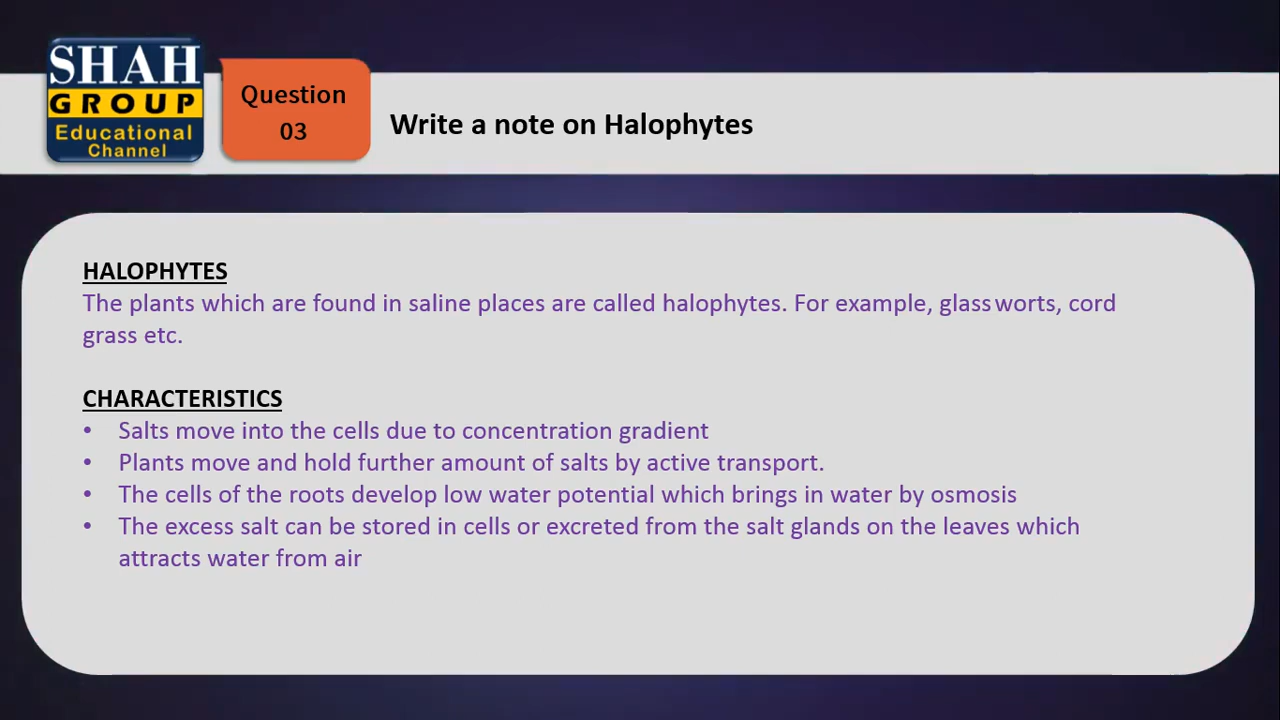 SHAH
GROUP
Educational
Channel
Question
03
Write a note on Halophytes
HALOPHYTES
The plants which are found in saline places are called halophytes. For example, glassworts, cord
grass etc.
CHARACTERISTICS
• Salts move into the cells due to concentration gradient
• Plants move and hold further amount of salts by active transport.
• The cells of the roots develop low water potential which brings in water by osmosis
• The excess salt can be stored in cells or excreted from the salt glands on the leaves which
attracts water from air